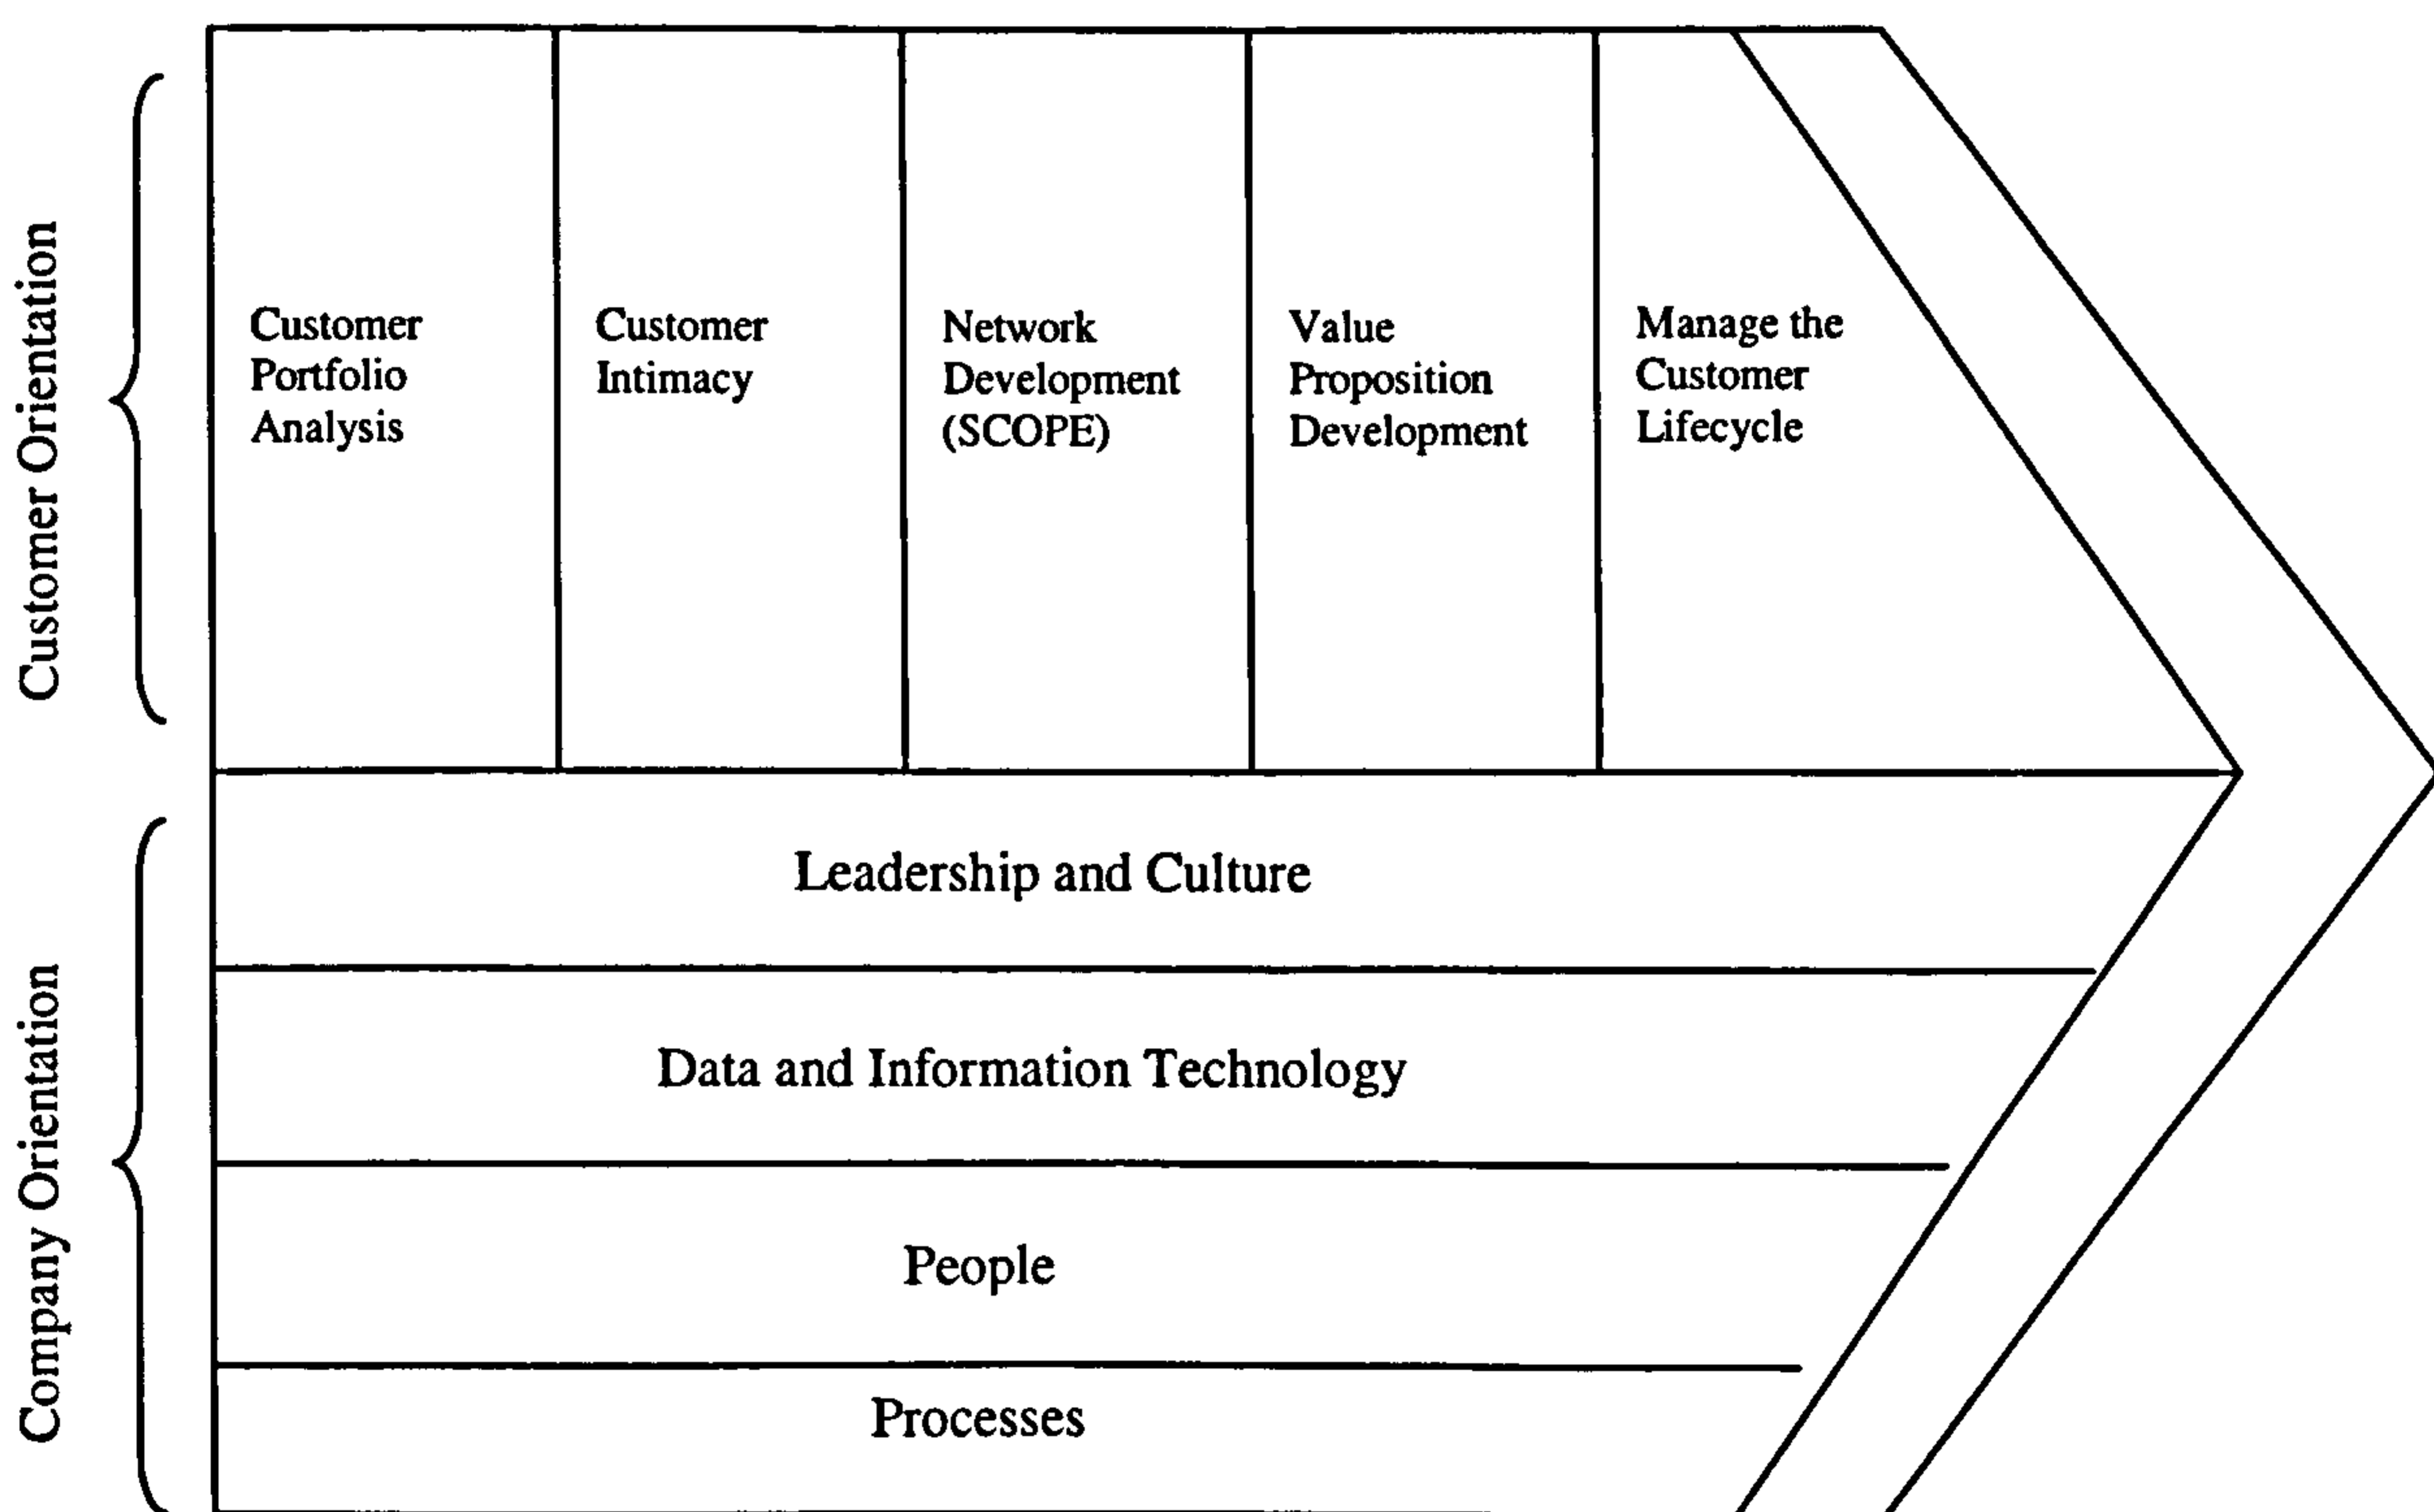 Customer Orientation
Customer
Portfolio
Analysis
Customer
Intimacy
Network
Development
(SCOPE)
Value
Proposition
Development
Manage the
Customer
Lifecycle
Company Orientation
Leadership and Culture
Data and Information Technology
People
Processes